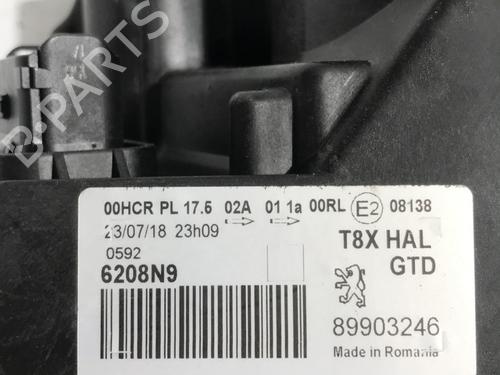 B-PARTS
00HCR PL 17.5 02A 01 1a 00RL E2 08138
23/07/18 23h09
0592
6208N9
T8X HAL
GTD
89903246
Made in Romania